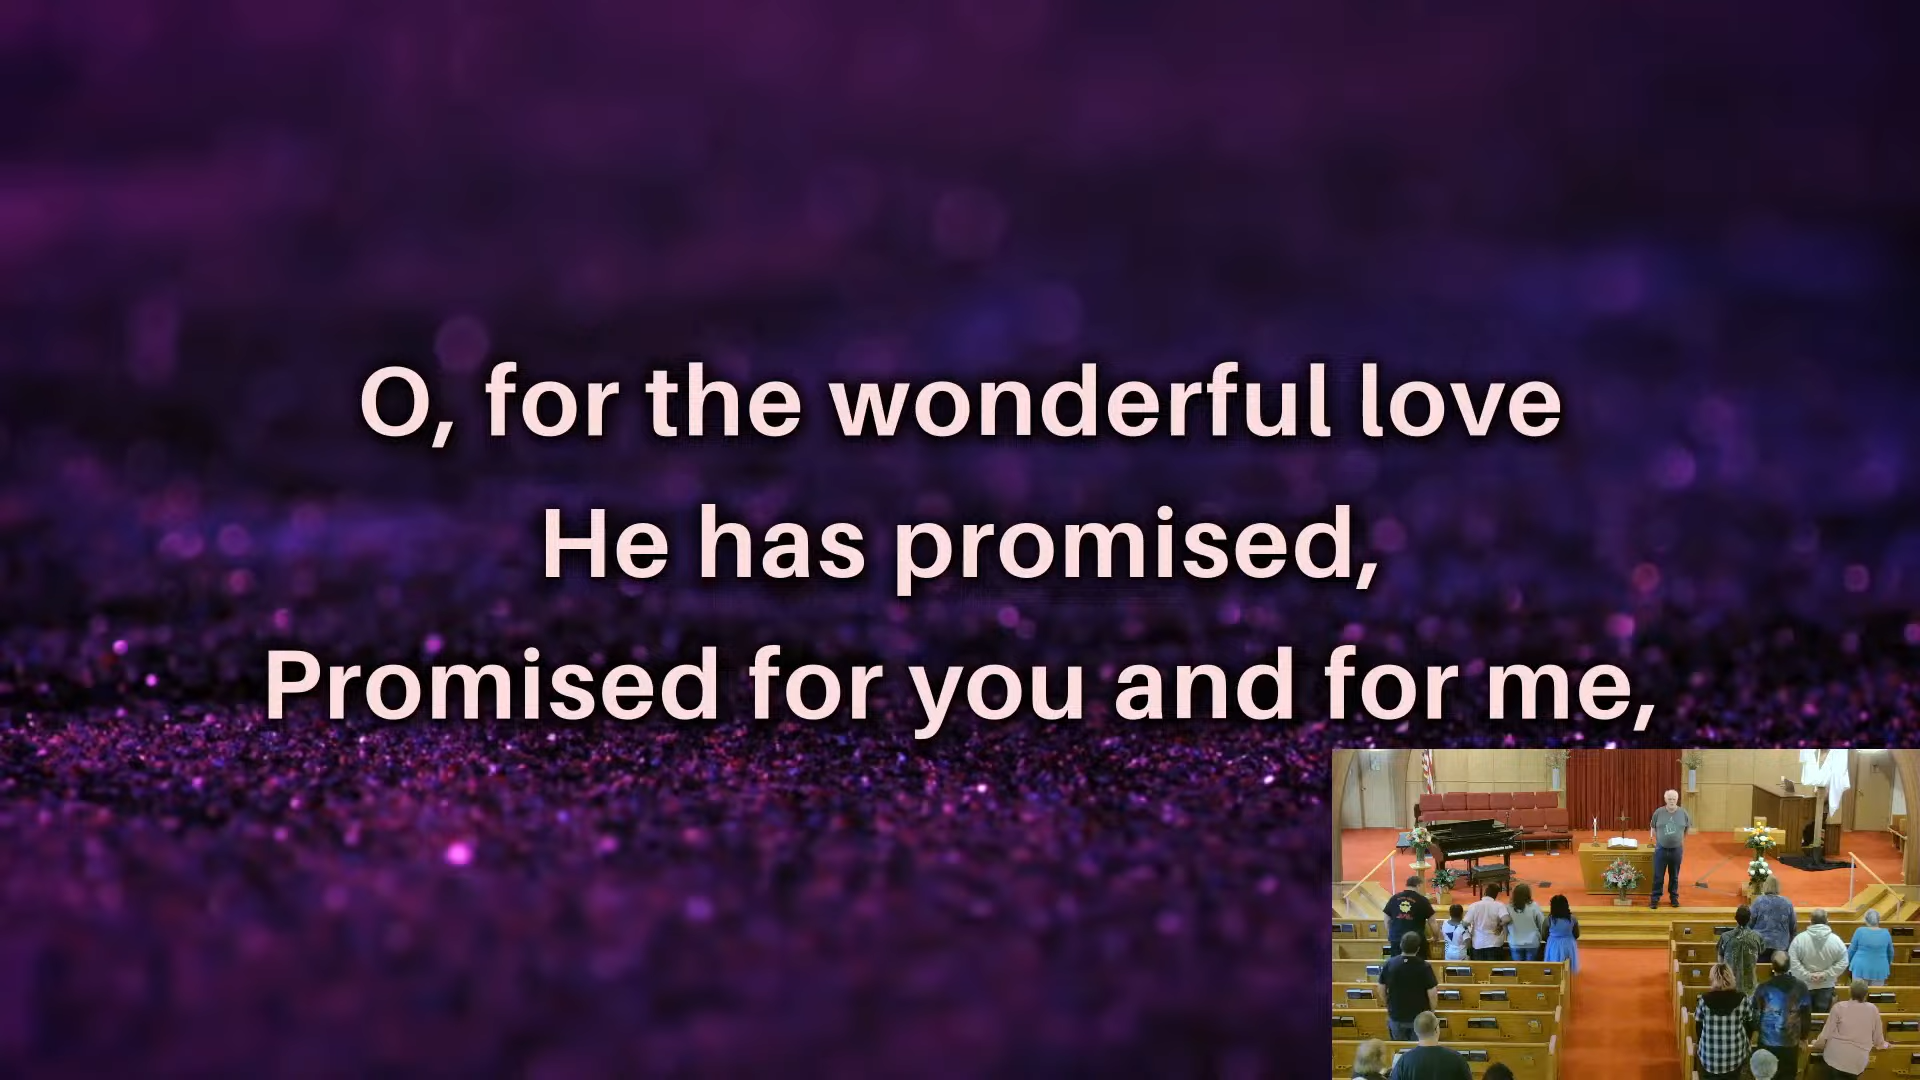 O, for the wonderful love
He has promised,
Promised for you and for me,